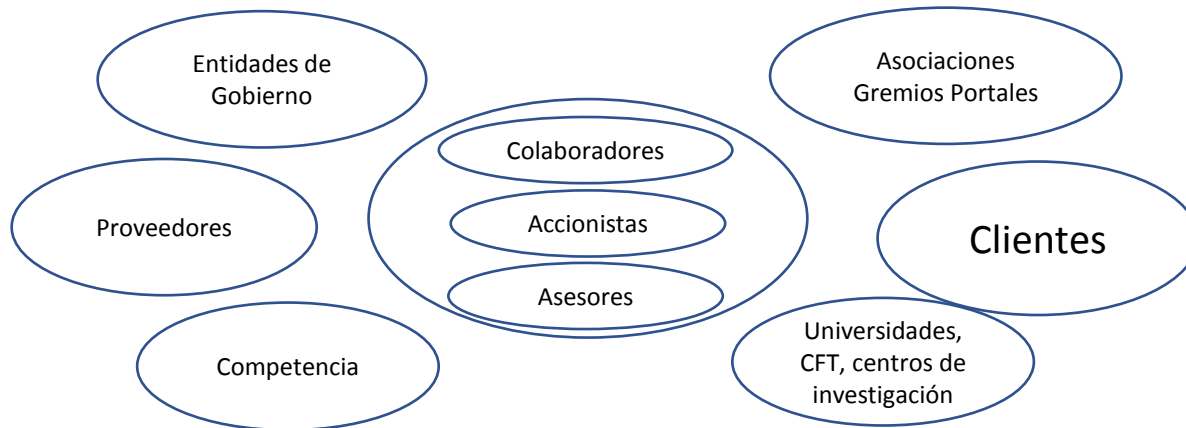 Entidades de
Gobierno
Asociaciones
Gremios Portales
Colaboradores
Proveedores
Accionistas
Clientes
Asesores
Competencia
Universidades,
CFT, centros de
investigación